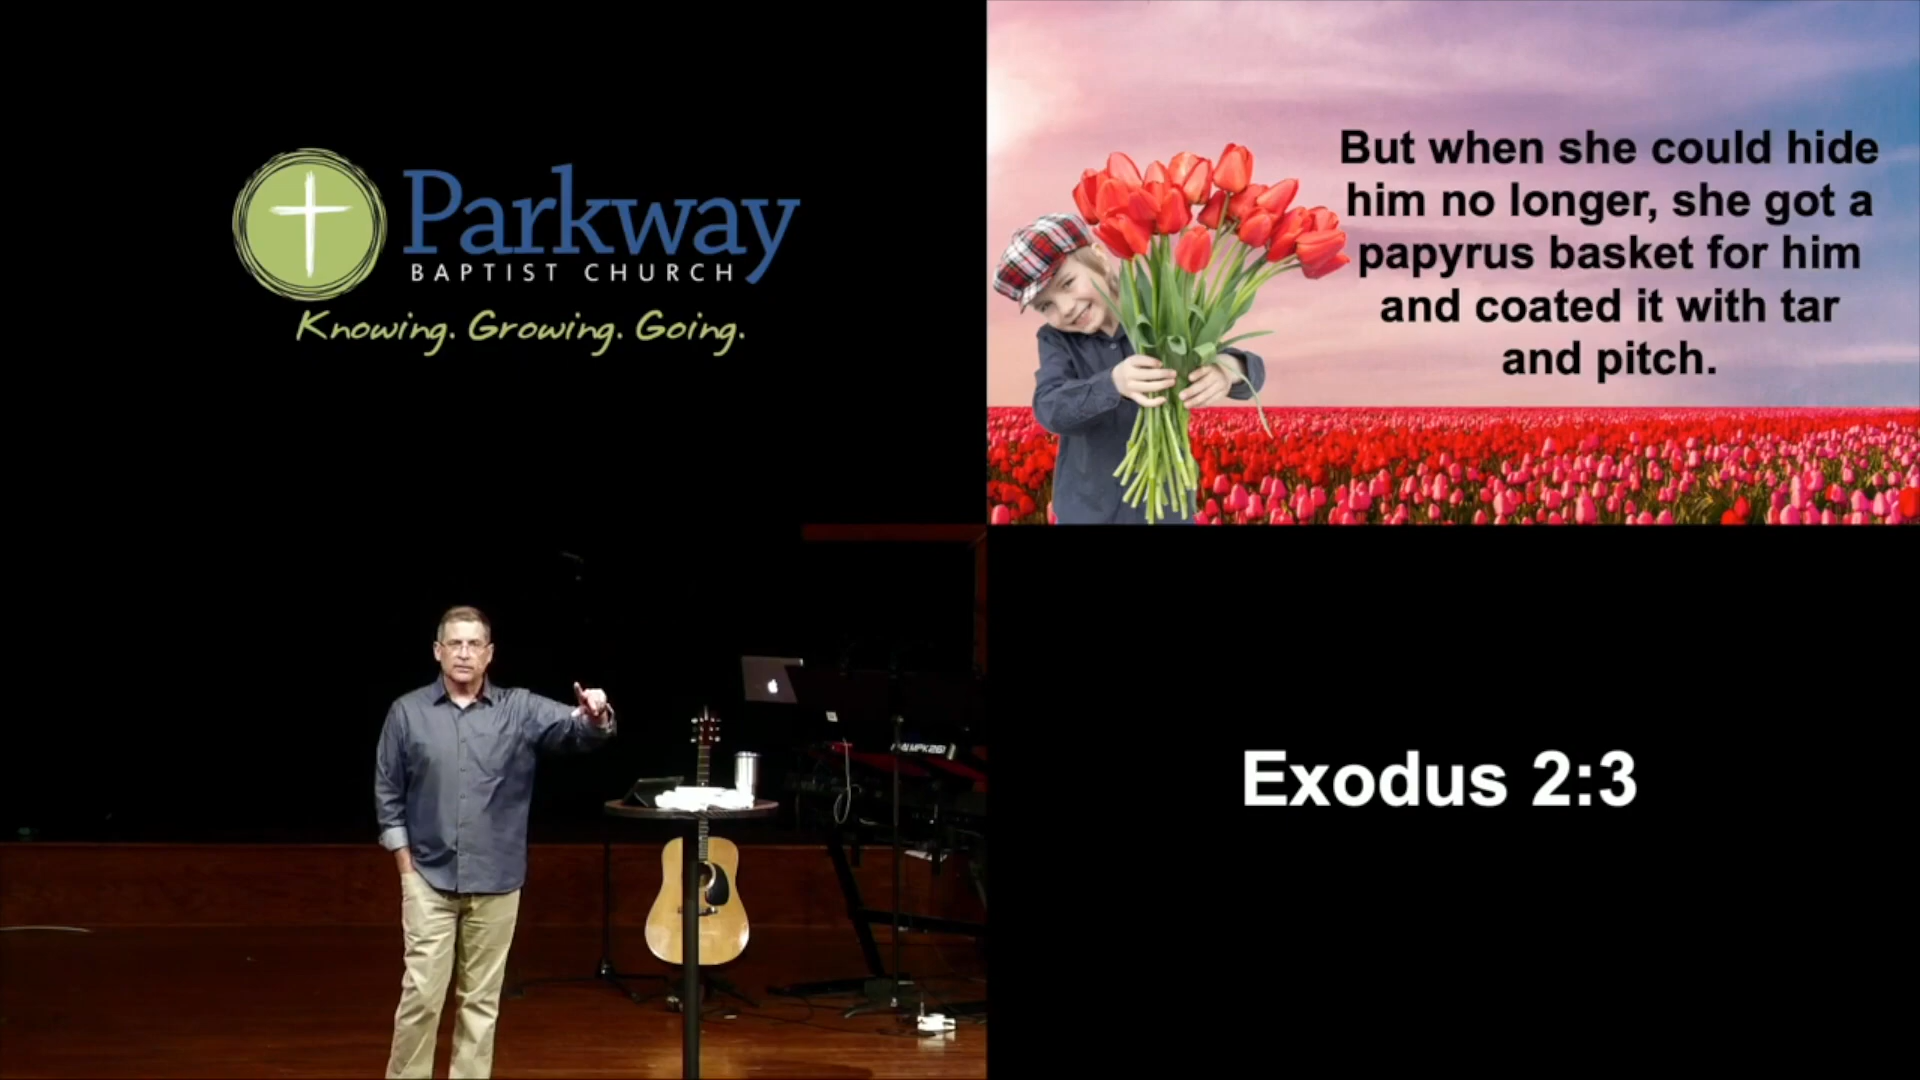 Parkway
BAPTIST CHURCH
Knowing. Growing. Going.
But when she could hide
him no longer, she got a
papyrus basket for him
and coated it with tar
and pitch.
MPK261
Exodus 2:3